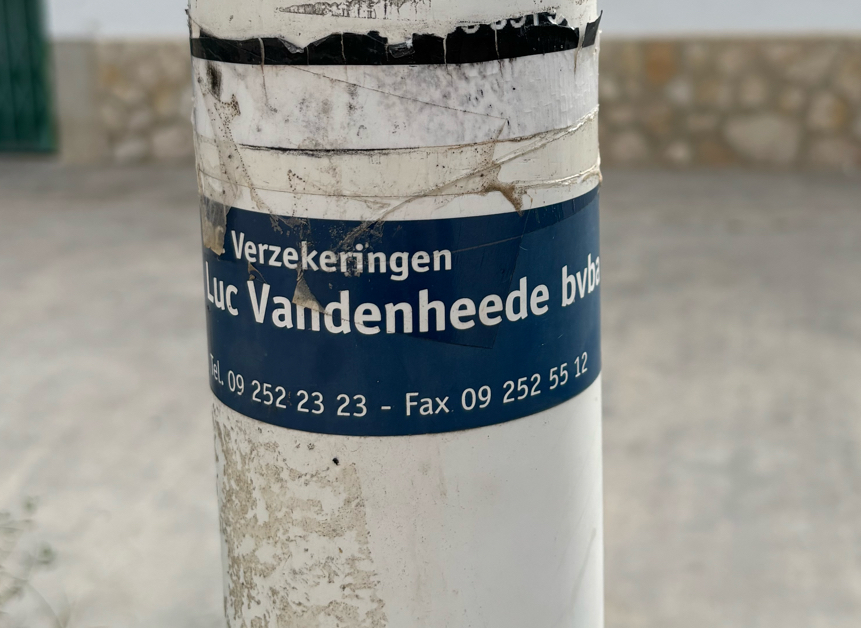 Verzekeringen
Luc Vandenheede bvba
Tel. 09 252 23 23 - Fax 09 252 55 12